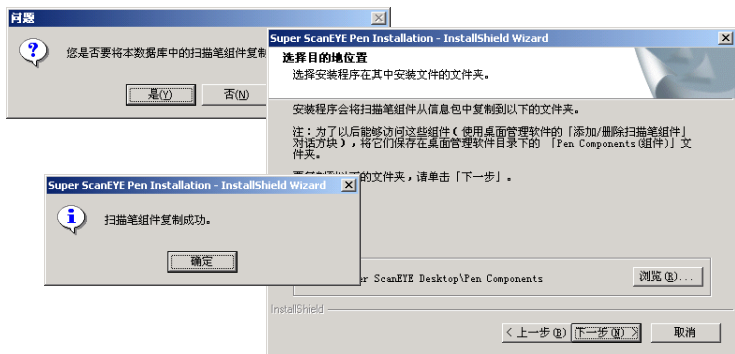 问题
您是否要将本数据库中的扫描笔组件复制
是(Y)
否(N)
Super ScanEYE Pen Installation - InstallShield Wizard
选择目的地位置
选择安装程序在其中安装文件的文件夹。
安装程序会将扫描笔组件从信息包中复制到以下的文件夹。
注:为了以后能够访问这些组件(使用桌面管理软件的「添加/删除扫描笔组件」
对话方块),将它们保存在桌面管理软件目录下的 「Pen Components(组件)」文
件夹。
的文件夹,请单击「下一步」。
Super ScanEYE Pen Installation - InstallShield Wizard
扫描笔组件复制成功。
确定
er ScanEYE Desktop\Pen Components
浏览(R)...
InstallShield
<上一步(B)
下一步(N) >
取消